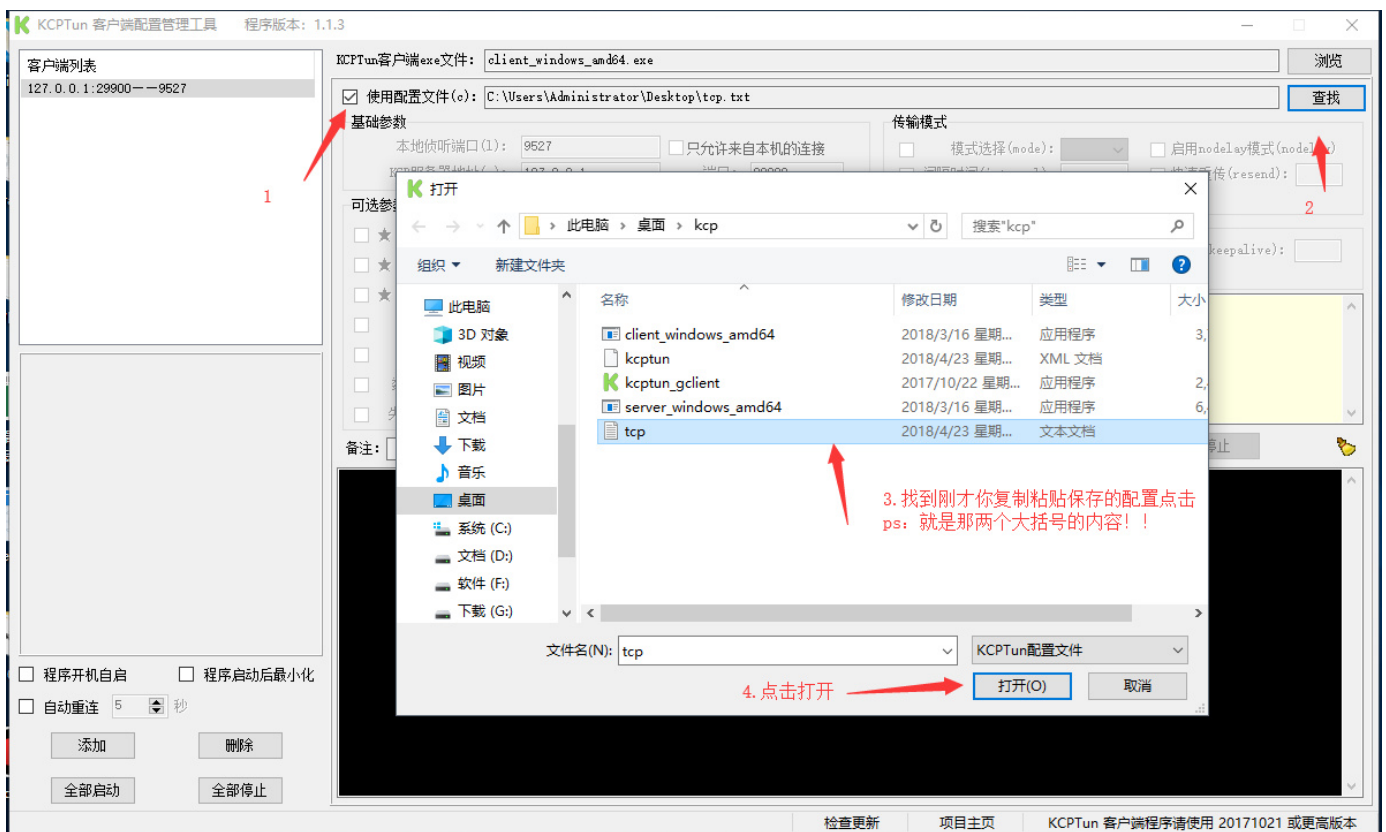 KCPTun 客户端配置管理工具 程序版本: 1.1.3
客户端列表
127.0.0.1:29900——9527
KCPTun客户端exe文件: client_windows_amd64.exe 浏览
使用配置文件(c): C:\Users\Administrator\Desktop\tcp.txt 查找
基础参数
本地侦听端口(l): 9527 只允许来自本机的连接
传输模式
模式选择(mode): 启用nodelay模式(nodelay)
(resend):
1
2
可选参
keepalive):
打开
此电脑 › 桌面 › kcp
搜索"kcp"
组织 新建文件夹
名称 修改日期 类型 大小
client_windows_amd64 2018/3/16 星期... 应用程序 3,
kcptun 2018/4/23 星期... XML 文档
kcptun_gclient 2017/10/22 星期... 应用程序 2,
server_windows_amd64 2018/3/16 星期... 应用程序 6,
tcp 2018/4/23 星期... 文本文档
此电脑
3D 对象
视频
图片
文档
下载
音乐
桌面
系统 (C:)
文档 (D:)
软件 (F:)
下载 (G:)
3.找到刚才你复制粘贴保存的配置点击
ps: 就是那两个大括号的内容!!
文件名(N): tcp KCPTun配置文件
4.点击打开
打开(O) 取消
备注:
程序开机自启 程序启动后最小化
自动重连 5 秒
添加 删除
全部启动 全部停止
检查更新 项目主页 KCPTun 客户端程序请使用 20171021 或更高版本